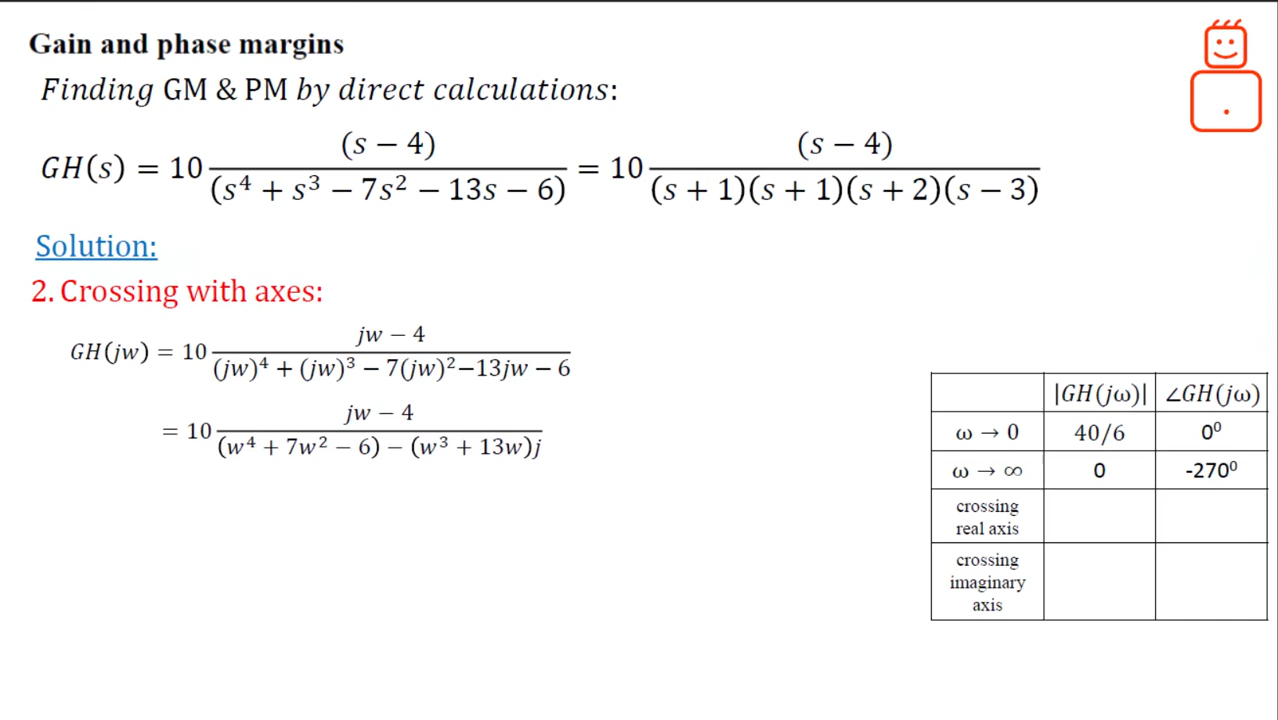 Gain and phase margins
Finding GM & PM by direct calculations:
GH(s) = 10 (s − 4) / (s⁴ + s³ − 7s² − 13s − 6) = 10 (s − 4) / (s + 1)(s + 1)(s + 2)(s − 3)
Solution:
2. Crossing with axes:
GH(jw) = 10 jw − 4 / (jw)⁴ + (jw)³ − 7(jw)²−13jw − 6
= 10 jw − 4 / (w⁴ + 7w² − 6) − (w³ + 13w)j
|GH(jω)| ∠GH(jω)
ω → 0 40/6 0⁰
ω → ∞ 0 -270⁰
crossing
real axis
crossing
imaginary
axis